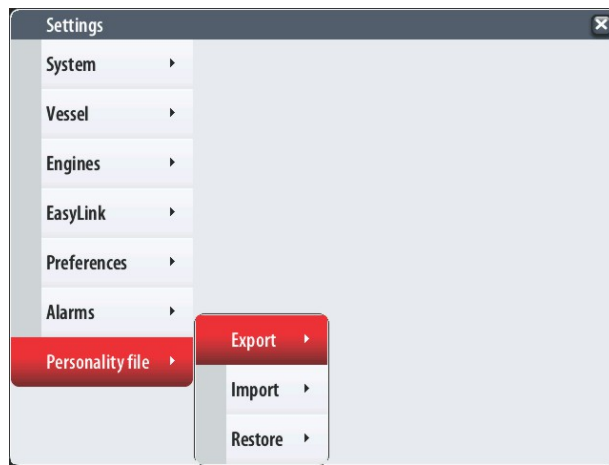 Settings
System
Vessel
Engines
EasyLink
Preferences
Alarms
Personality file
Export
Import
Restore